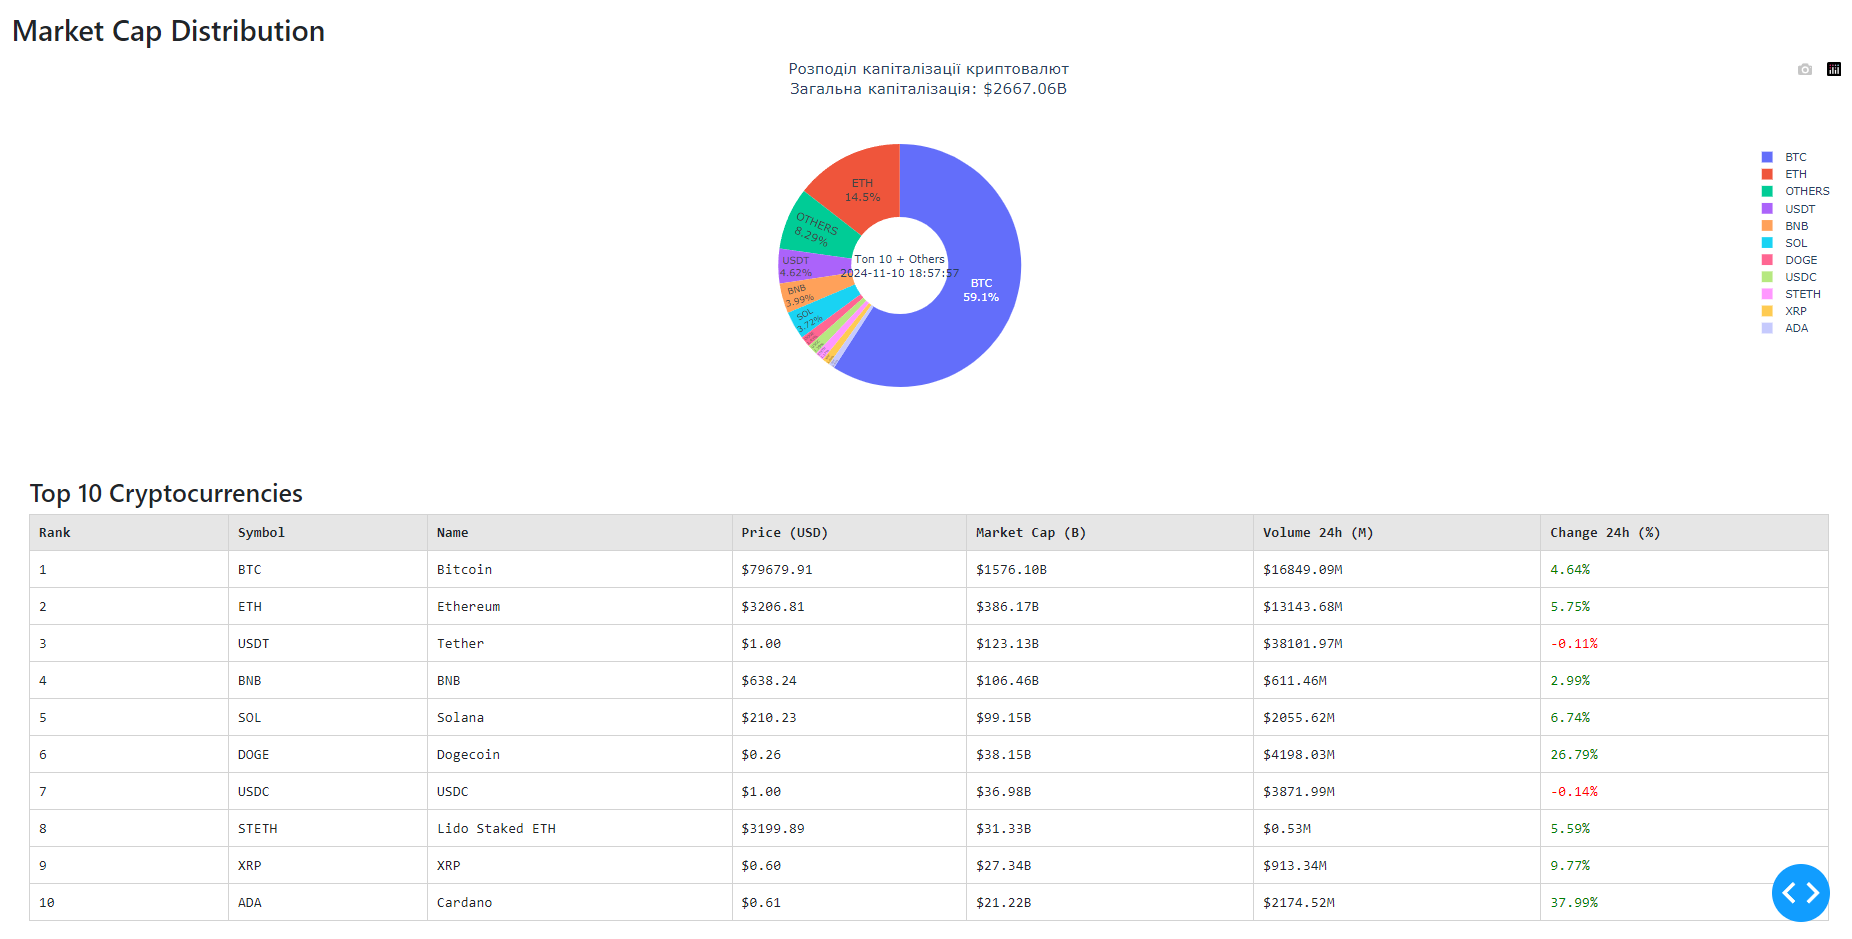 Market Cap Distribution
Розподіл капіталізації криптовалют
Загальна капіталізація: $2667.06B
ETH
14.5%
OTHERS
8.29%
USDT
4.62%
BNB
3.99%
SOL
3.72%
Топ 10 + Others
2024-11-10 18:57:57
BTC
59.1%
BTC
ETH
OTHERS
USDT
BNB
SOL
DOGE
USDC
STETH
XRP
ADA
Top 10 Cryptocurrencies
Rank Symbol Name Price (USD) Market Cap (B) Volume 24h (M) Change 24h (%)
1 BTC Bitcoin $79679.91 $1576.10B $16849.09M 4.64%
2 ETH Ethereum $3206.81 $386.17B $13143.68M 5.75%
3 USDT Tether $1.00 $123.13B $38101.97M -0.11%
4 BNB BNB $638.24 $106.46B $611.46M 2.99%
5 SOL Solana $210.23 $99.15B $2055.62M 6.74%
6 DOGE Dogecoin $0.26 $38.15B $4198.03M 26.79%
7 USDC USDC $1.00 $36.98B $3871.99M -0.14%
8 STETH Lido Staked ETH $3199.89 $31.33B $0.53M 5.59%
9 XRP XRP $0.60 $27.34B $913.34M 9.77%
10 ADA Cardano $0.61 $21.22B $2174.52M 37.99%